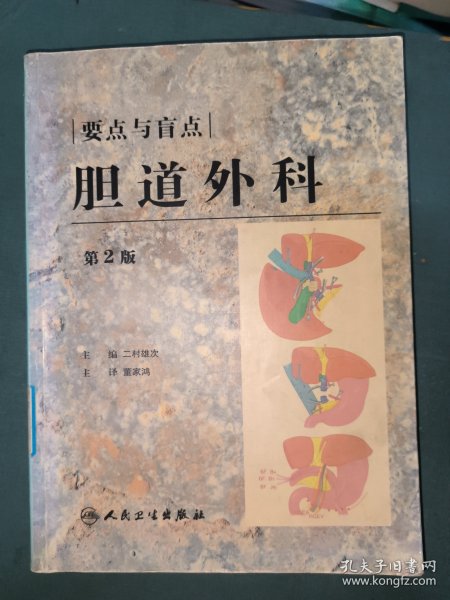 要点与盲点
胆道外科
第2版
主 编 二村雄次
主 译 董家鸿
人民卫生出版社
孔夫子旧书网
www.kongfz.com